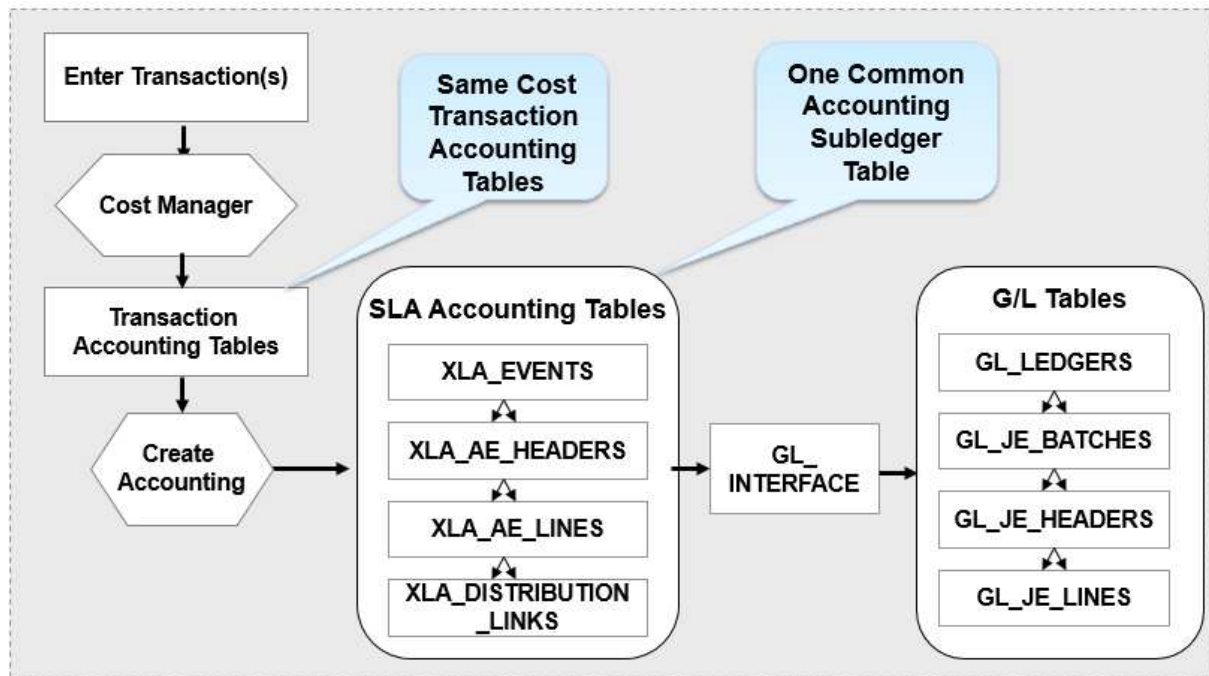 Enter Transaction(s)
Cost Manager
Transaction
Accounting Tables
Create
Accounting
Same Cost
Transaction
Accounting
Tables
One Common
Accounting
Subledger
Table
SLA Accounting Tables
XLA_EVENTS
XLA_AE_HEADERS
XLA_AE_LINES
XLA_DISTRIBUTION
_LINKS
GL_
INTERFACE
G/L Tables
GL_LEDGERS
GL_JE_BATCHES
GL_JE_HEADERS
GL_JE_LINES